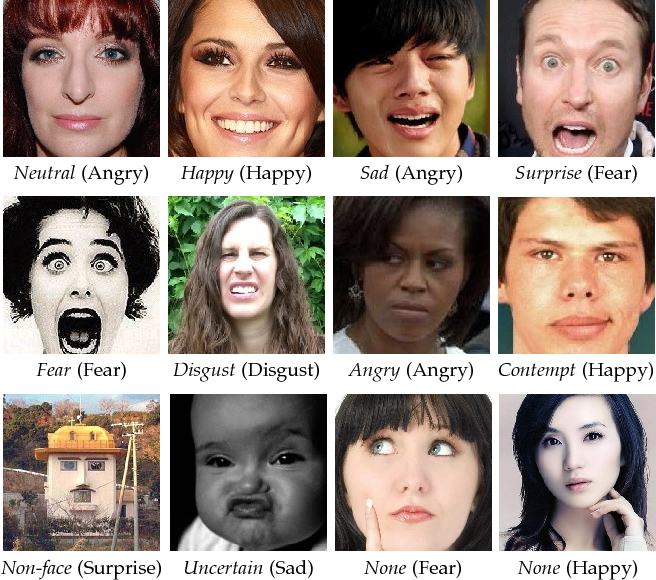 Neutral (Angry) Happy (Happy) Sad (Angry) Surprise (Fear)
Fear (Fear) Disgust (Disgust) Angry (Angry) Contempt (Happy)
Non-face (Surprise) Uncertain (Sad) None (Fear) None (Happy)